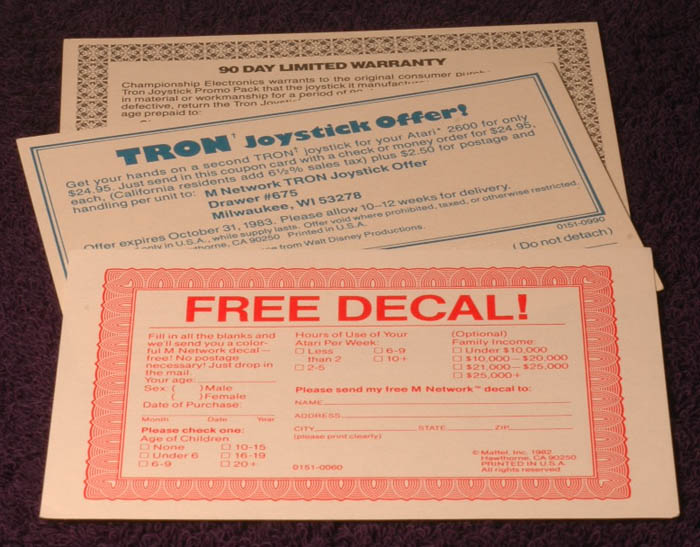 90 DAY LIMITED WARRANTY
Championship Electronics warrants to the original consumer
Tron Joystick Promo Pack that the joystick it
in material or workmanship for a period of
defective, return the Tron
age prepaid to:
TRON† Joystick Offer!
Get your hands on a second TRON† joystick for your Atari* 2600 for only
$24.95. Just send in this coupon card with a check or money order for $24.95,
each, (California residents add 6½% sales tax) plus $2.50 for postage and
handling per unit to: M Network TRON Joystick Offer
Drawer #675
Milwaukee, WI 53278
Offer expires October 31, 1983. Please allow 10–12 weeks for delivery.
only in U.S.A., while supply lasts. Offer void where prohibited, taxed, or otherwise restricted.
Hawthorne, CA 90250 Printed in U.S.A. 0151-0990
from Walt Disney Productions.
(Do not detach)
FREE DECAL!
Fill in all the blanks and
we'll send you a color-
ful M Network decal—
free! No postage
necessary! Just drop in
the mail.
Your age
Sex: ( )Male
( )Female
Date of Purchase:
Month Date Year
Please check one:
Age of Children
□ None □ 10-15
□ Under 6 □ 16-19
□ 6-9 □ 20+
Hours of Use of Your
Atari Per Week:
□ Less □ 6-9
than 2 □ 10+
□ 2-5
(Optional)
Family Income:
□ Under $10,000
□ $10,000—$20,000
□ $21,000—$25,000
□ $25,000+
Please send my free M Network™ decal to:
NAME
ADDRESS
CITY STATE ZIP
(please print clearly)
0151-0060
© Mattel, Inc. 1982
Hawthorne, CA 90250
PRINTED IN U.S.A.
All rights reserved